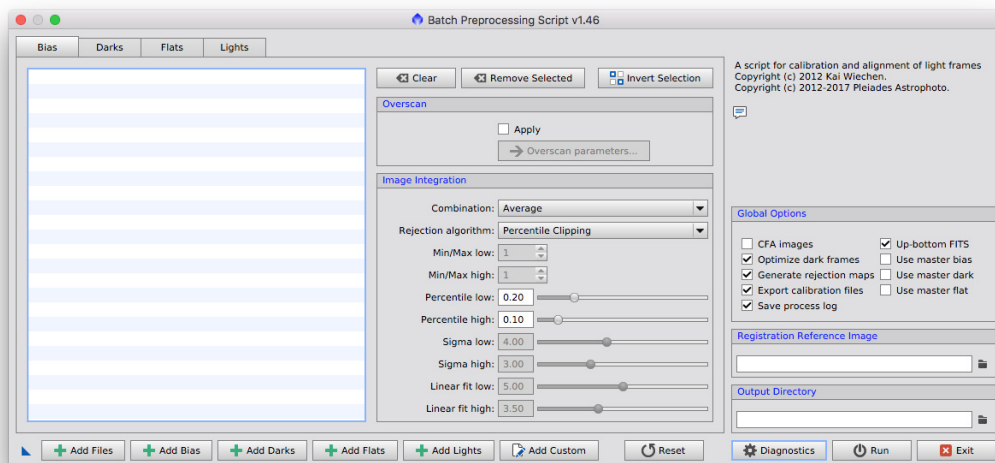 Batch Preprocessing Script v1.46
Bias Darks Flats Lights
Clear Remove Selected Invert Selection
Overscan
Apply
Overscan parameters...
Image Integration
Combination: Average
Rejection algorithm: Percentile Clipping
Min/Max low: 1
Min/Max high: 1
Percentile low: 0.20
Percentile high: 0.10
Sigma low: 4.00
Sigma high: 3.00
Linear fit low: 5.00
Linear fit high: 3.50
A script for calibration and alignment of light frames
Copyright (c) 2012 Kai Wiechen.
Copyright (c) 2012-2017 Pleiades Astrophoto.
Global Options
CFA images Up-bottom FITS
Optimize dark frames Use master bias
Generate rejection maps Use master dark
Export calibration files Use master flat
Save process log
Registration Reference Image
Output Directory
Add Files Add Bias Add Darks Add Flats Add Lights Add Custom Reset Diagnostics Run Exit